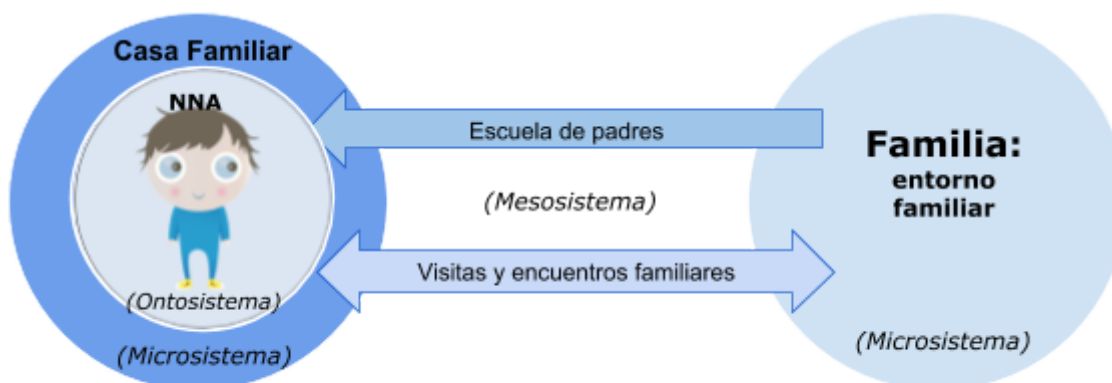 Casa Familiar
NNA
(Ontosistema)
(Microsistema)
Escuela de padres
(Mesosistema)
Visitas y encuentros familiares
Familia:
entorno
familiar
(Microsistema)